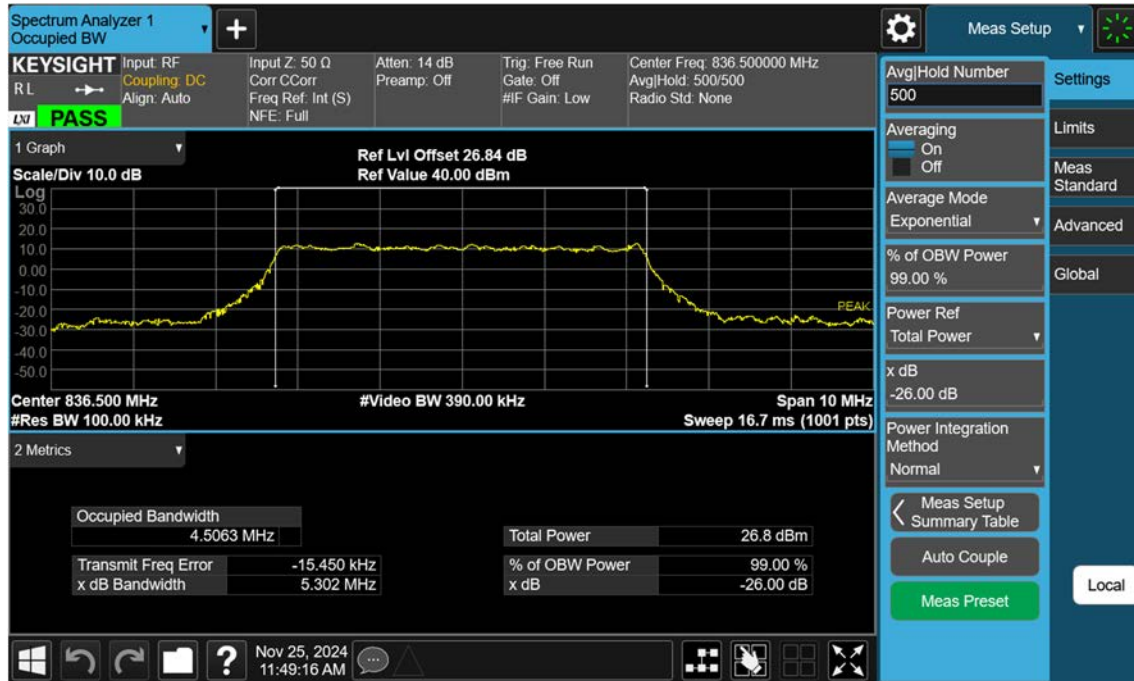 Spectrum Analyzer 1
Occupied BW
+
Meas Setup
KEYSIGHT
RL
LXI PASS
Input: RF
Coupling: DC
Align: Auto
Input Z: 50 Ω
Corr CCorr
Freq Ref: Int (S)
NFE: Full
Atten: 14 dB
Preamp: Off
Trig: Free Run
Gate: Off
#IF Gain: Low
Center Freq: 836.500000 MHz
Avg|Hold: 500/500
Radio Std: None
1 Graph
Scale/Div 10.0 dB
Ref Lvl Offset 26.84 dB
Ref Value 40.00 dBm
Log
30.0
20.0
10.0
0.00
-10.0
-20.0
-30.0
-40.0
-50.0
PEAK
Center 836.500 MHz
#Video BW 390.00 kHz
Span 10 MHz
#Res BW 100.00 kHz
Sweep 16.7 ms (1001 pts)
2 Metrics
Occupied Bandwidth
4.5063 MHz
Transmit Freq Error -15.450 kHz
x dB Bandwidth 5.302 MHz
Total Power 26.8 dBm
% of OBW Power 99.00 %
x dB -26.00 dB
Avg|Hold Number
500
Averaging
On
Off
Average Mode
Exponential
% of OBW Power
99.00 %
Power Ref
Total Power
x dB
-26.00 dB
Power Integration
Method
Normal
Meas Setup
Summary Table
Auto Couple
Meas Preset
Settings
Limits
Meas
Standard
Advanced
Global
Local
?
Nov 25, 2024
11:49:16 AM